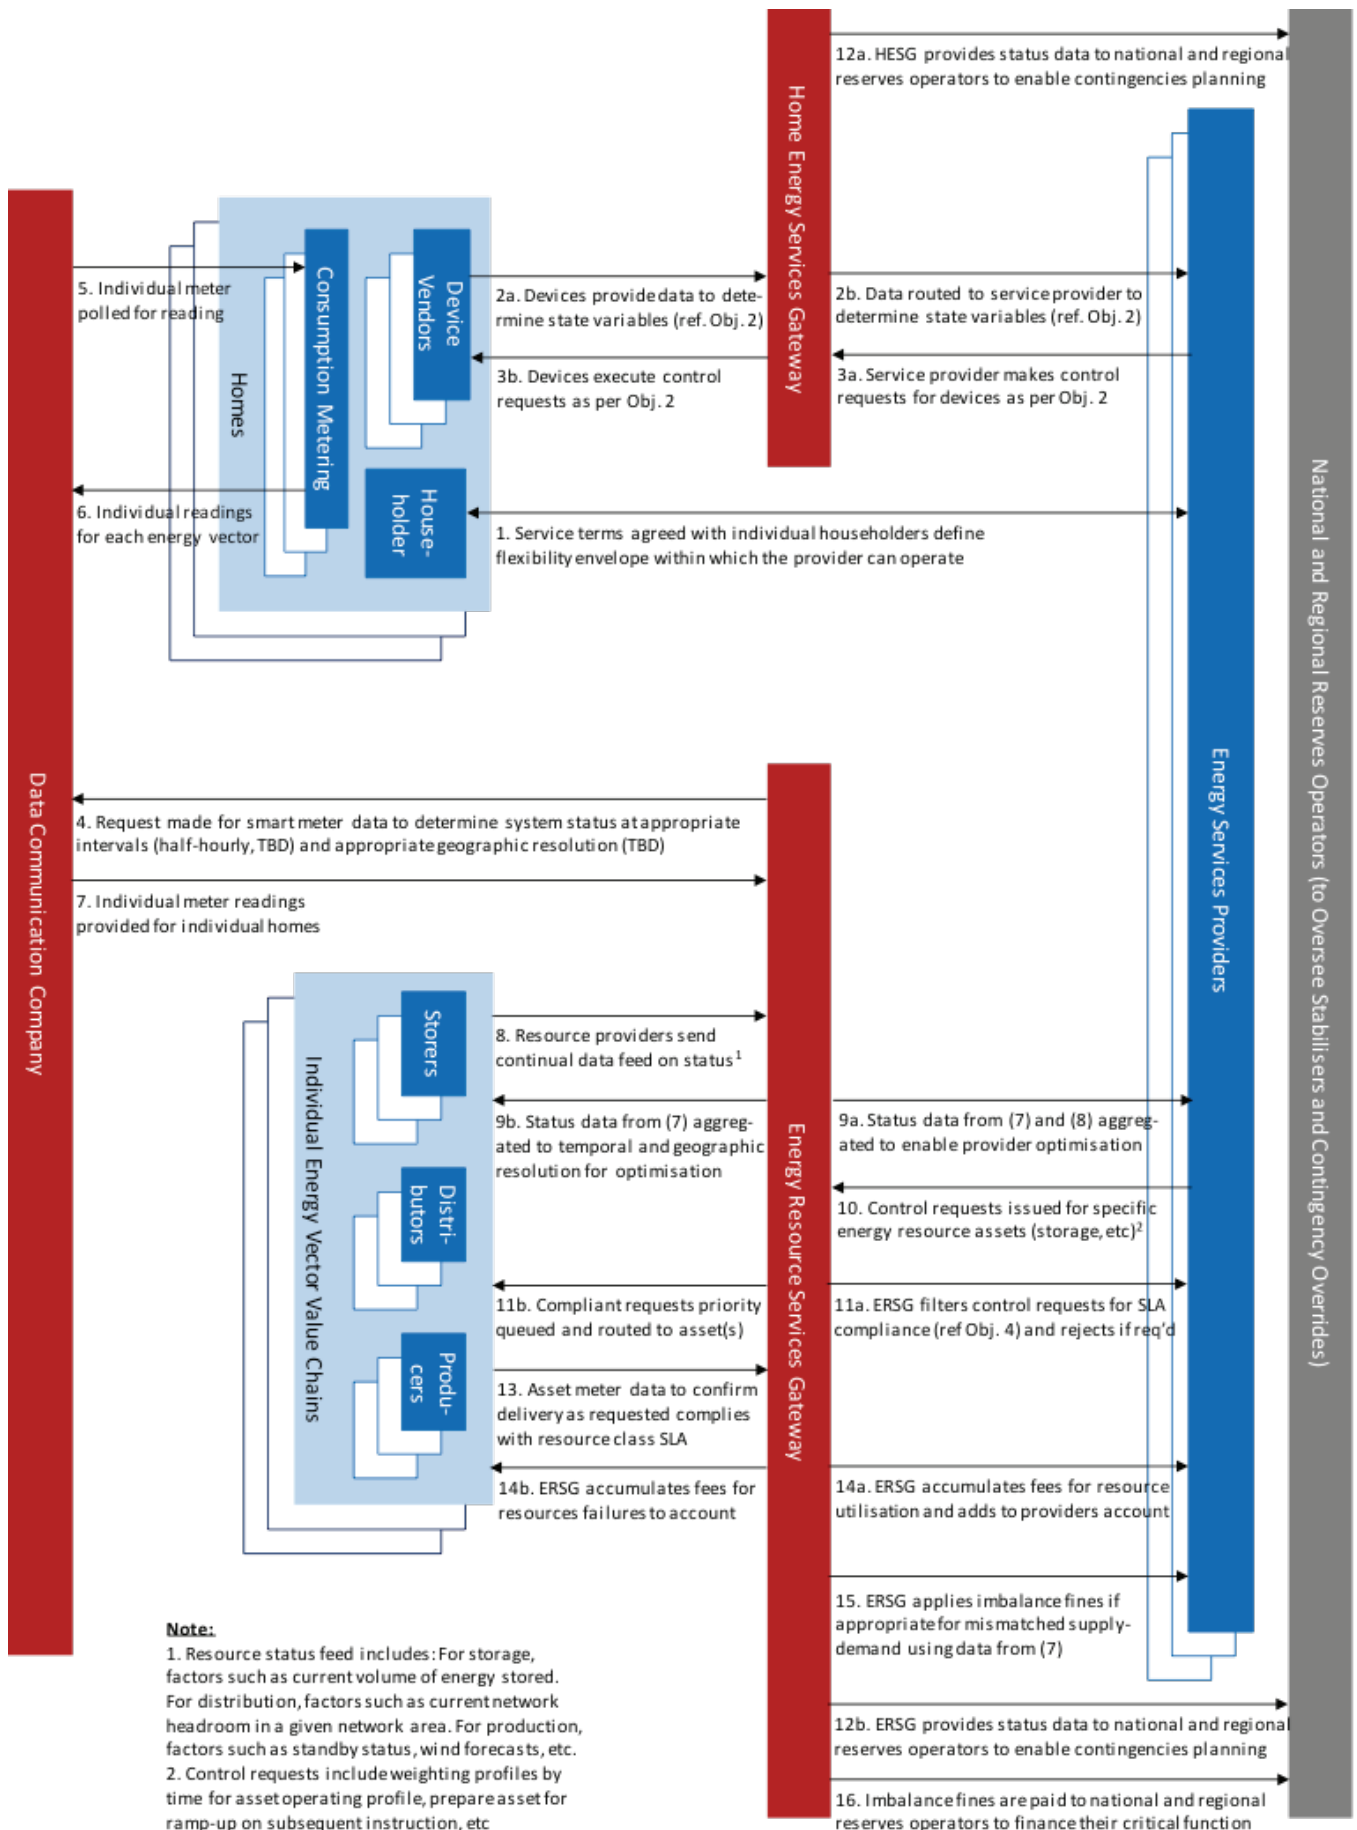 12a. HESG provides status data to national and regional
reserves operators to enable contingencies planning
Home Energy Services Gateway
5. Individual meter
polled for reading
Consumption Metering
Device
Vendors
Homes
2a. Devices provide data to dete-
rmine state variables (ref. Obj. 2)
2b. Data routed to service provider to
determine state variables (ref. Obj. 2)
3b. Devices execute control
requests as per Obj. 2
3a. Service provider makes control
requests for devices as per Obj. 2
6. Individual readings
for each energy vector
House-
holder
1. Service terms agreed with individual householders define
flexibility envelope within which the provider can operate
National and Regional Reserves Operators (to Oversee Stabilisers and Contingency Overrides)
Energy Services Providers
Data Communication Company
4. Request made for smart meter data to determine system status at appropriate
intervals (half-hourly, TBD) and appropriate geographic resolution (TBD)
7. Individual meter readings
provided for individual homes
Energy Resource Services Gateway
Individual Energy Vector Value Chains
Storers
Distri-
butors
Produ-
cers
8. Resource providers send
continual data feed on status1
9b. Status data from (7) aggreg-
ated to temporal and geographic
resolution for optimisation
9a. Status data from (7) and (8) aggreg-
ated to enable provider optimisation
10. Control requests issued for specific
energy resource assets (storage, etc)2
11b. Compliant requests priority
queued and routed to asset(s)
11a. ERSG filters control requests for SLA
compliance (ref Obj. 4) and rejects if req'd
13. Asset meter data to confirm
delivery as requested complies
with resource class SLA
14b. ERSG accumulates fees for
resources failures to account
14a. ERSG accumulates fees for resource
utilisation and adds to providers account
15. ERSG applies imbalance fines if
appropriate for mismatched supply-
demand using data from (7)
12b. ERSG provides status data to national and regional
reserves operators to enable contingencies planning
16. Imbalance fines are paid to national and regional
reserves operators to finance their critical function
Note:
1. Resource status feed includes: For storage,
factors such as current volume of energy stored.
For distribution, factors such as current network
headroom in a given network area. For production,
factors such as standby status, wind forecasts, etc.
2. Control requests include weighting profiles by
time for asset operating profile, prepare asset for
ramp-up on subsequent instruction, etc